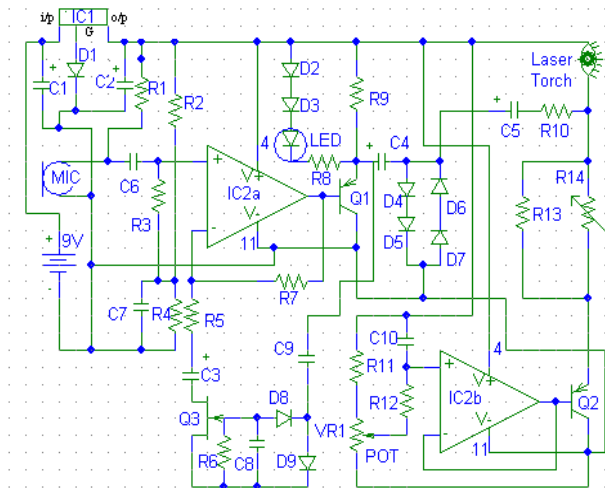 i/p IC1 o/p
G
D1
C1
C2
R1
R2
D2
D3
4
LED
R9
Laser
Torch
C5
R10
C4
MIC
C6
R3
V+
IC2a
V-
11
R8
Q1
D4
D5
D6
D7
R13
R14
9V
+
-
C7
R4
R5
R7
C3
C9
C10
R11
R12
4
V+
IC2b
V-
11
Q2
Q3
D8
R6
C8
D9
VR1
POT